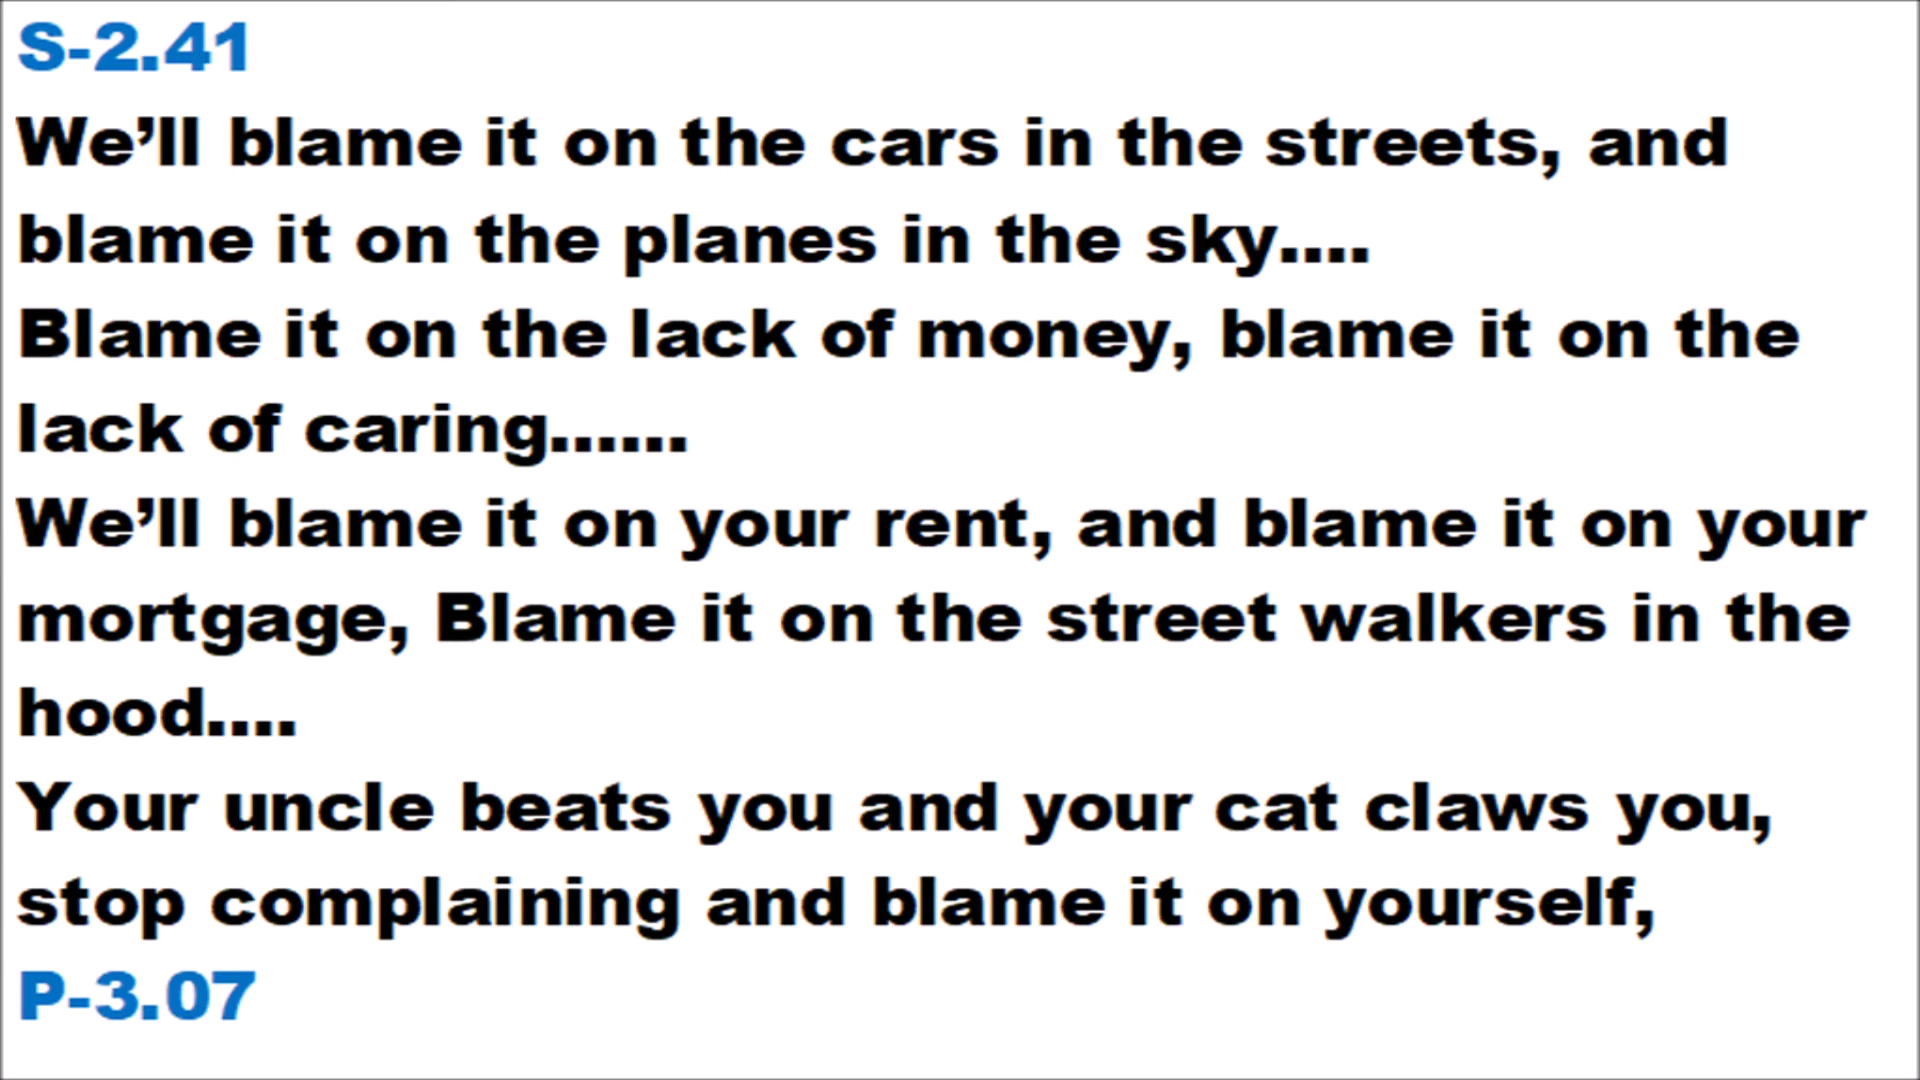 S-2.41
We’ll blame it on the cars in the streets, and
blame it on the planes in the sky....
Blame it on the lack of money, blame it on the
lack of caring......
We’ll blame it on your rent, and blame it on your
mortgage, Blame it on the street walkers in the
hood....
Your uncle beats you and your cat claws you,
stop complaining and blame it on yourself,
P-3.07